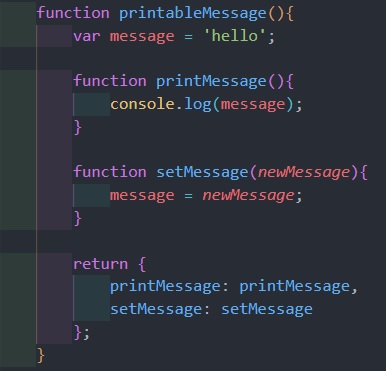 function printableMessage(){
var message = 'hello';
function printMessage(){
console.log(message);
}
function setMessage(newMessage){
message = newMessage;
}
return {
printMessage: printMessage,
setMessage: setMessage
};
}